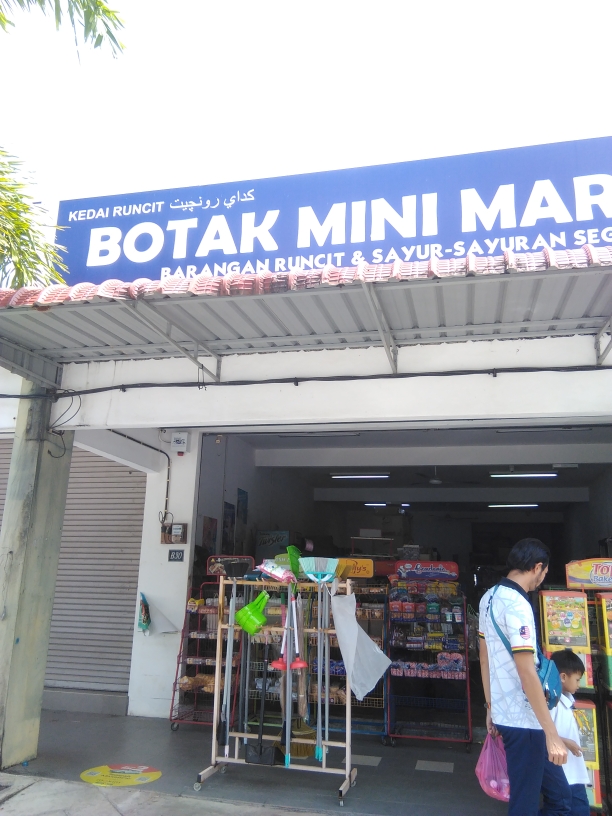 KEDAI RUNCIT كداي رونچيت
BOTAK MINI MAR
BARANGAN RUNCIT & SAYUR-SAYURAN SEG
830